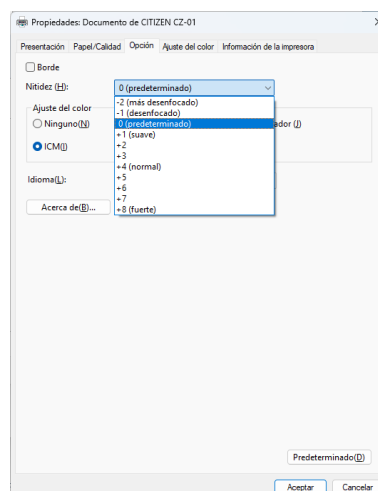 Propiedades: Documento de CITIZEN CZ-01
Presentación Papel/Calidad Opción Ajuste del color Información de la impresora
Borde
Nitidez (H): 0 (predeterminado)
-2 (más desenfocado)
-1 (desenfocado)
0 (predeterminado)
+1 (suave)
+2
+3
+4 (normal)
+5
+6
+7
+8 (fuerte)
Ajuste del color
Ninguno(N) ador (J)
ICM(I)
Idioma(L):
Acerca de(B)...
Predeterminado(D)
Aceptar Cancelar